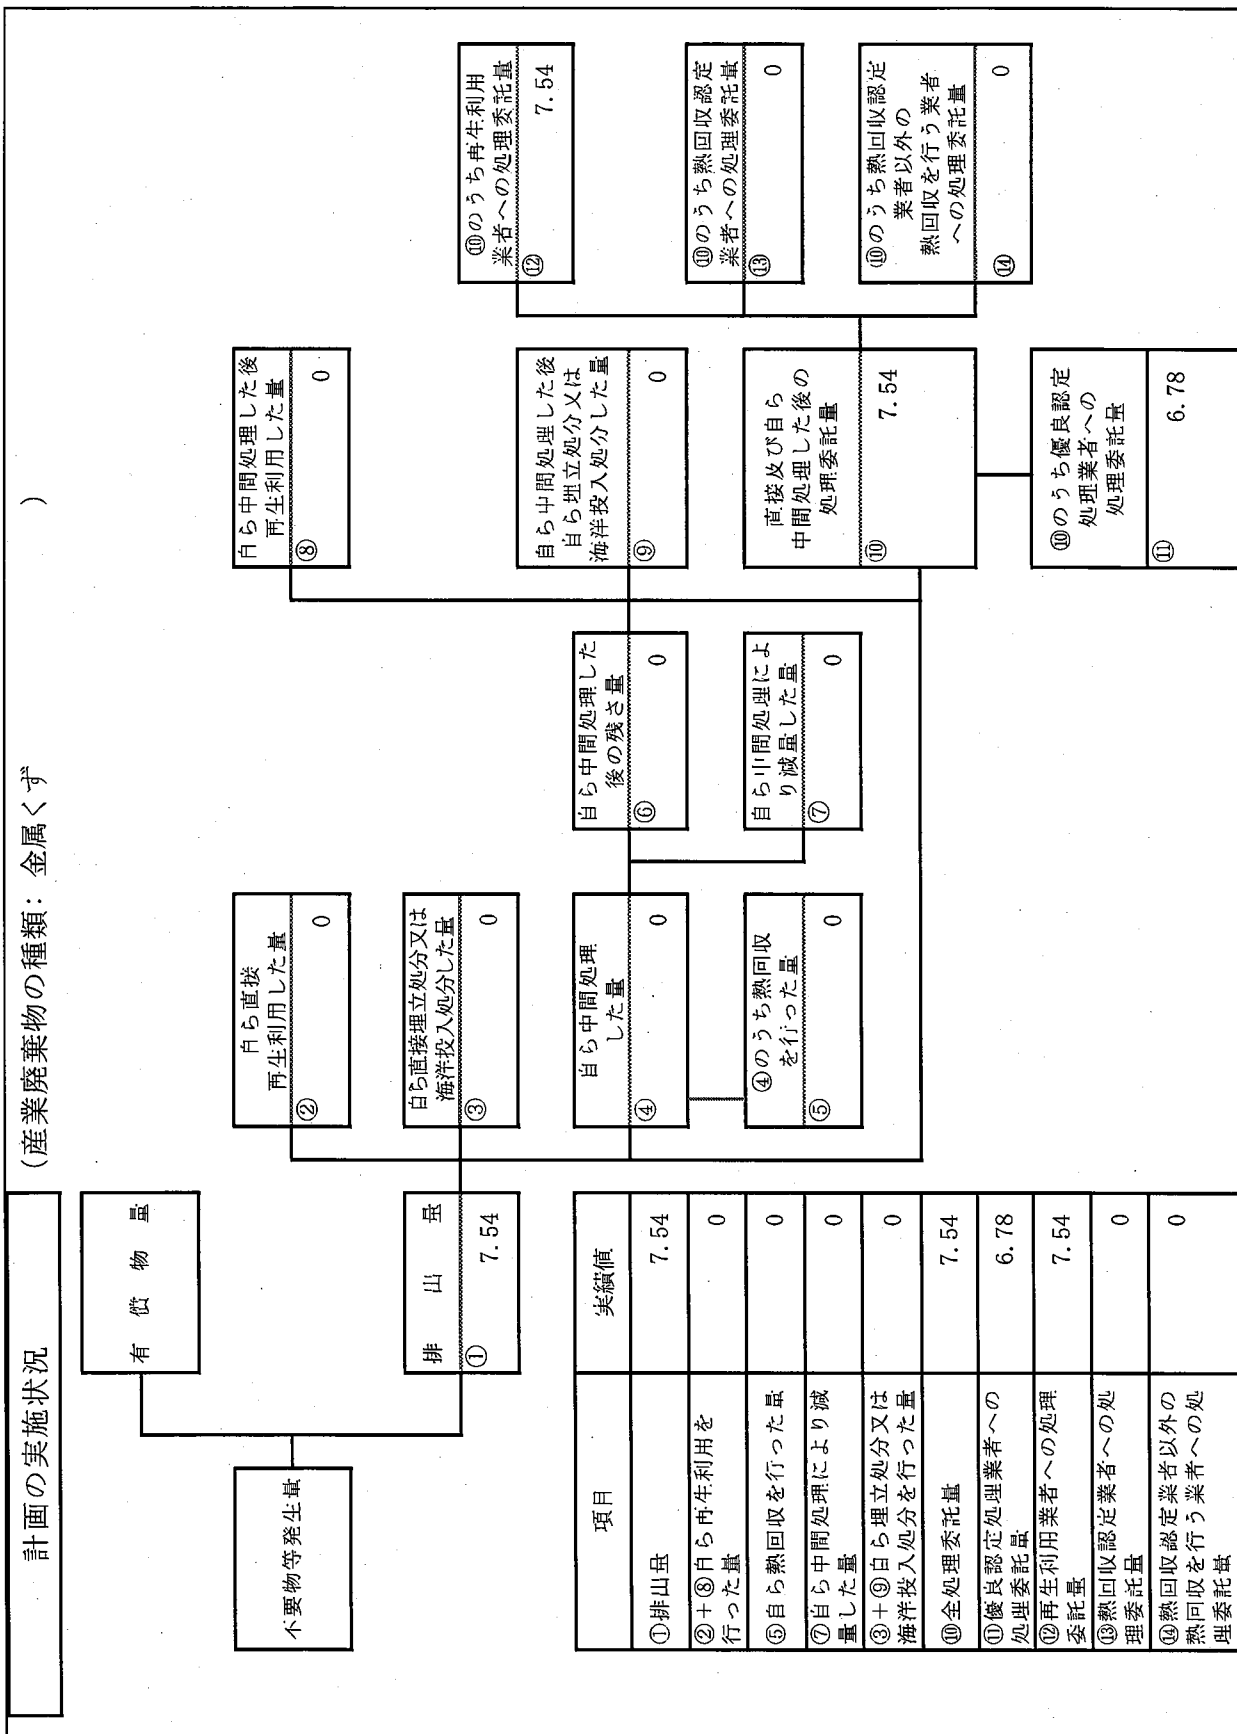 計画の実施状況
(産業廃棄物の種類： 金属くず )
不要物等発生量
有 償 物 量
排 出 量
① 7.54
自ら直接
再生利用した量
② 0
自ら直接埋立処分又は
海洋投入処分した量
③ 0
自ら中間処理
した量
④ 0
④のうち熱回収
を行った量
⑤ 0
自ら中間処理した
後の残さ量
⑥ 0
自ら中間処理によ
り減量した量
⑦ 0
自ら中間処理した後
再生利用した量
⑧ 0
自ら中間処理した後
自ら埋立処分又は
海洋投入処分した量
⑨ 0
直接及び自ら
中間処理した後の
処理委託量
⑩ 7.54
⑩のうち優良認定
処理業者への
処理委託量
⑪ 6.78
⑩のうち再生利用
業者への処理委託量
⑫ 7.54
⑩のうち熱回収認定
業者への処理委託量
⑬ 0
⑩のうち熱回収認定
業者以外の
熱回収を行う業者
への処理委託量
⑭ 0
項目 実績値
①排出量 7.54
②＋⑧自ら再生利用を
行った量 0
⑤自ら熱回収を行った量 0
⑦自ら中間処理により減
量した量 0
③＋⑨自ら埋立処分又は
海洋投入処分を行った量 0
⑩全処理委託量 7.54
⑪優良認定処理業者への
処理委託量 6.78
⑫再生利用業者への処理
委託量 7.54
⑬熱回収認定業者への処
理委託量 0
⑭熱回収認定業者以外の
熱回収を行う業者への処
理委託量 0